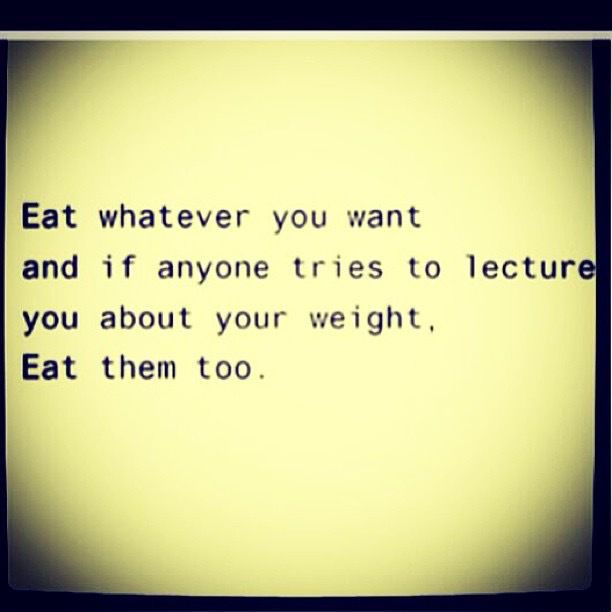 Eat whatever you want
and if anyone tries to lecture
you about your weight,
Eat them too.